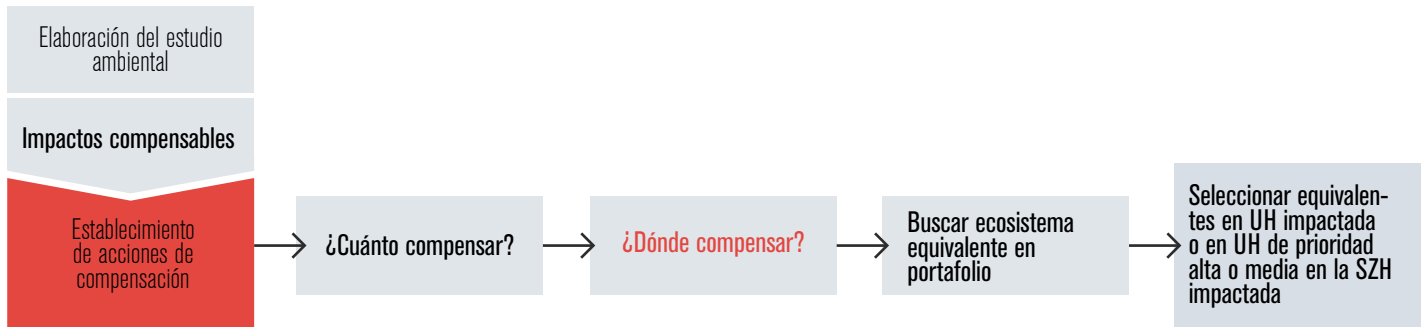 Elaboración del estudio
ambiental
Impactos compensables
Establecimiento
de acciones de
compensación
¿Cuánto compensar?
¿Dónde compensar?
Buscar ecosistema
equivalente en
portafolio
Seleccionar equivalen-
tes en UH impactada
o en UH de prioridad
alta o media en la SZH
impactada